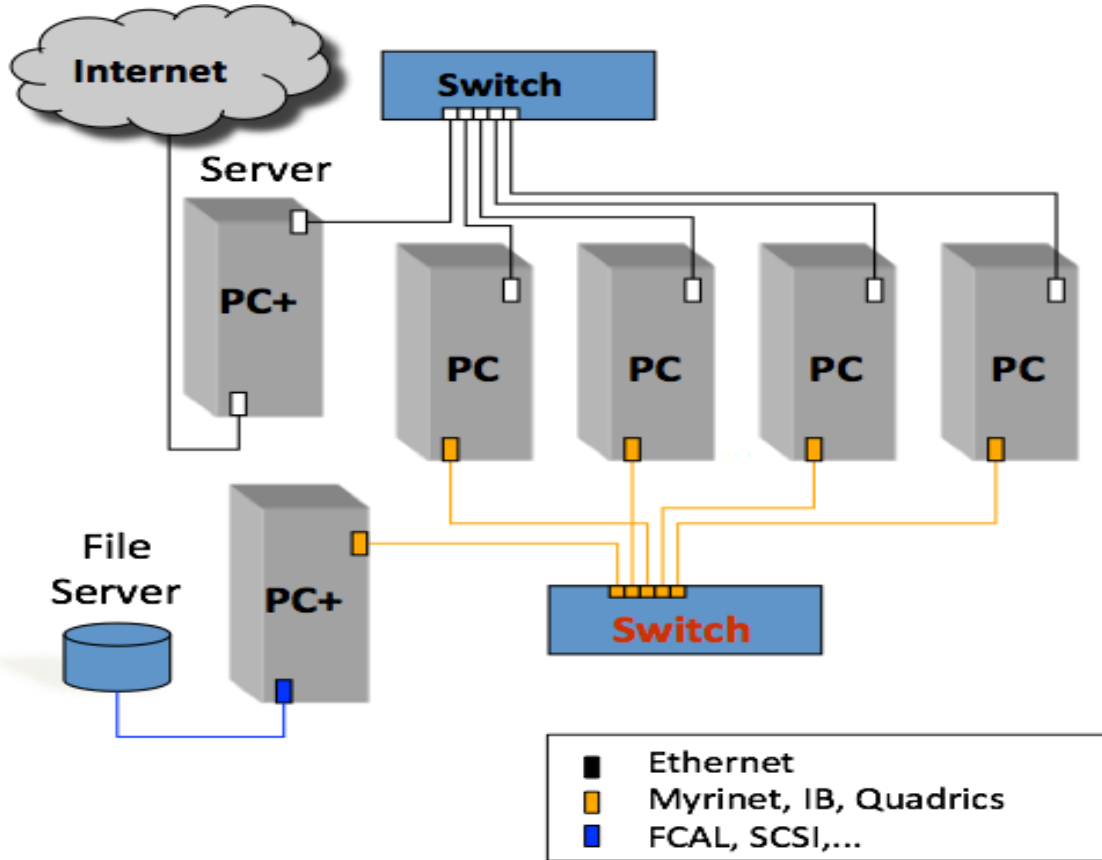 Internet
Switch
Server
PC+
PC
PC
PC
PC
File
Server
PC+
Switch
Ethernet
Myrinet, IB, Quadrics
FCAL, SCSI,...